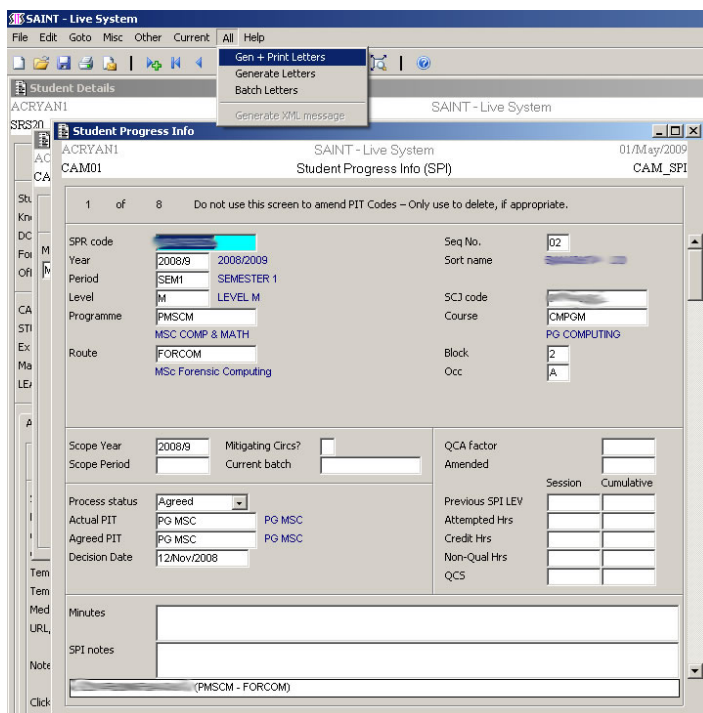 SAINT - Live System
File Edit Goto Misc Other Current All Help
Gen + Print Letters
Generate Letters
Batch Letters
Generate XML message
Student Details
ACRYAN1 SAINT - Live System
SRS20
Student Progress Info
ACRYAN1 SAINT - Live System 01/May/2009
CAM01 Student Progress Info (SPI) CAM_SPI
1 of 8 Do not use this screen to amend PIT Codes – Only use to delete, if appropriate.
SPR code Seq No. 02
Year 2008/9 2008/2009 Sort name
Period SEM1 SEMESTER 1
Level M LEVEL M SCJ code
Programme PMSCM Course CMPGM
MSC COMP & MATH PG COMPUTING
Route FORCOM Block 2
MSc Forensic Computing Occ A
Scope Year 2008/9 Mitigating Circs? QCA factor
Scope Period Current batch Amended
Session Cumulative
Process status Agreed Previous SPI LEV
Actual PIT PG MSC PG MSC Attempted Hrs
Agreed PIT PG MSC PG MSC Credit Hrs
Decision Date 12/Nov/2008 Non-Qual Hrs
QCS
Minutes
SPI notes
(PMSCM - FORCOM)
Tem
Tem
Med
URL,
Note
Click